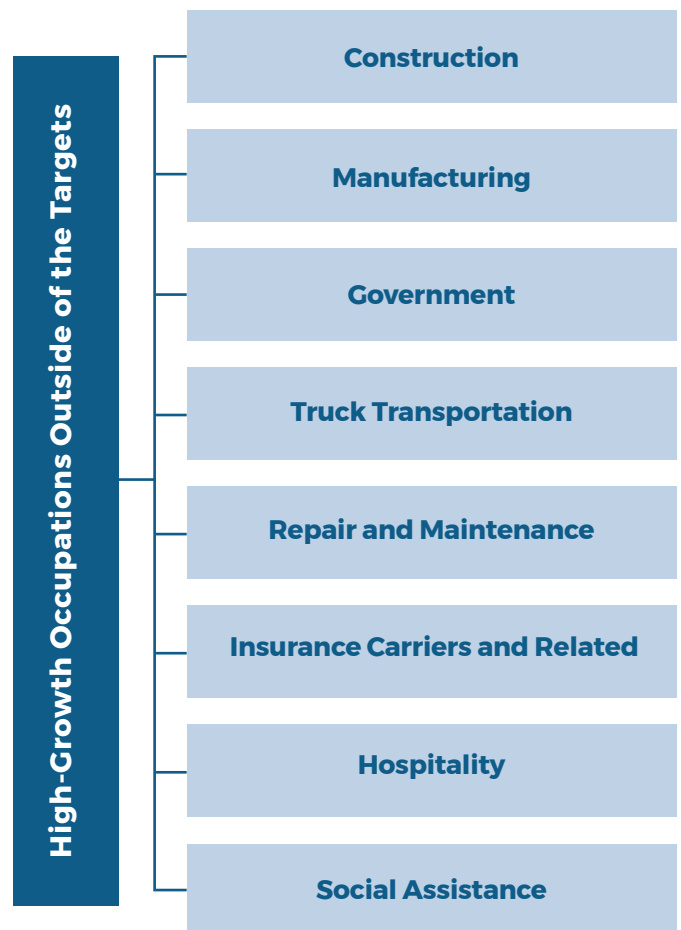 High-Growth Occupations Outside of the Targets
Construction
Manufacturing
Government
Truck Transportation
Repair and Maintenance
Insurance Carriers and Related
Hospitality
Social Assistance